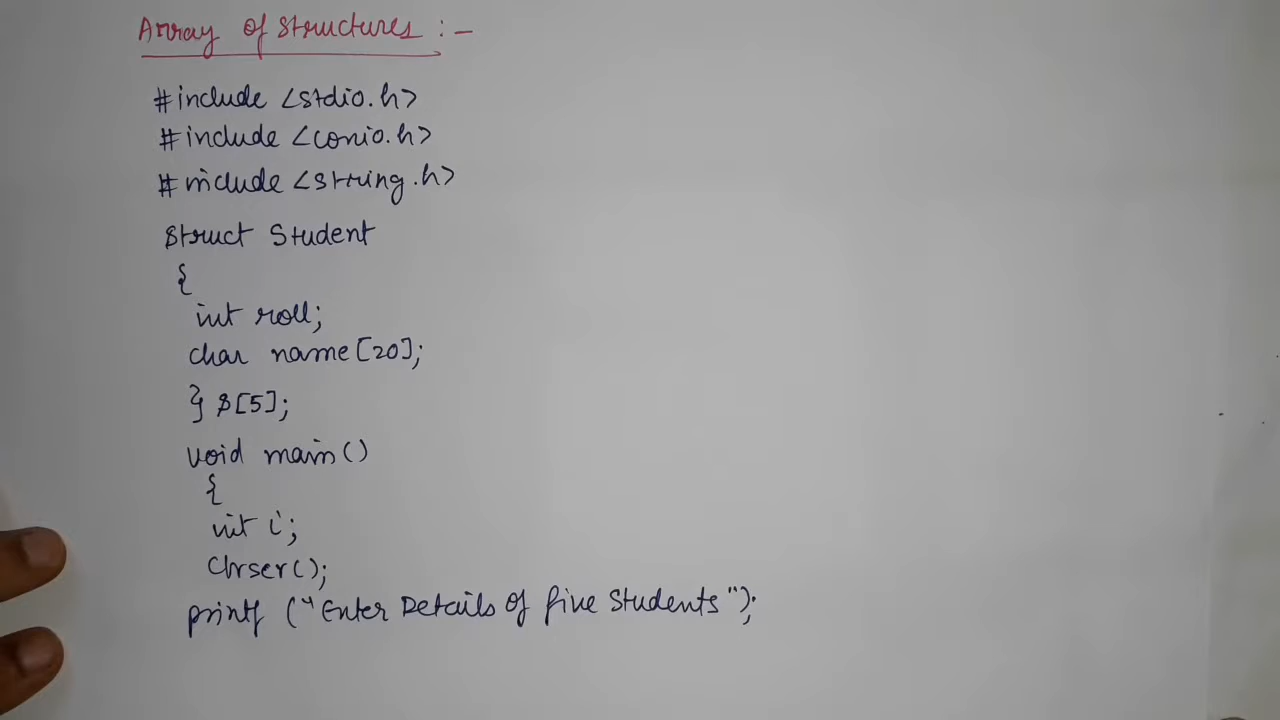 Array of Structures :-
#include <stdio.h>
#include <conio.h>
#include <string.h>
Struct Student
{
int roll;
char name[20];
} S[5];
void main()
{
int i;
Clrscr();
printf ("Enter Details Of five Students");